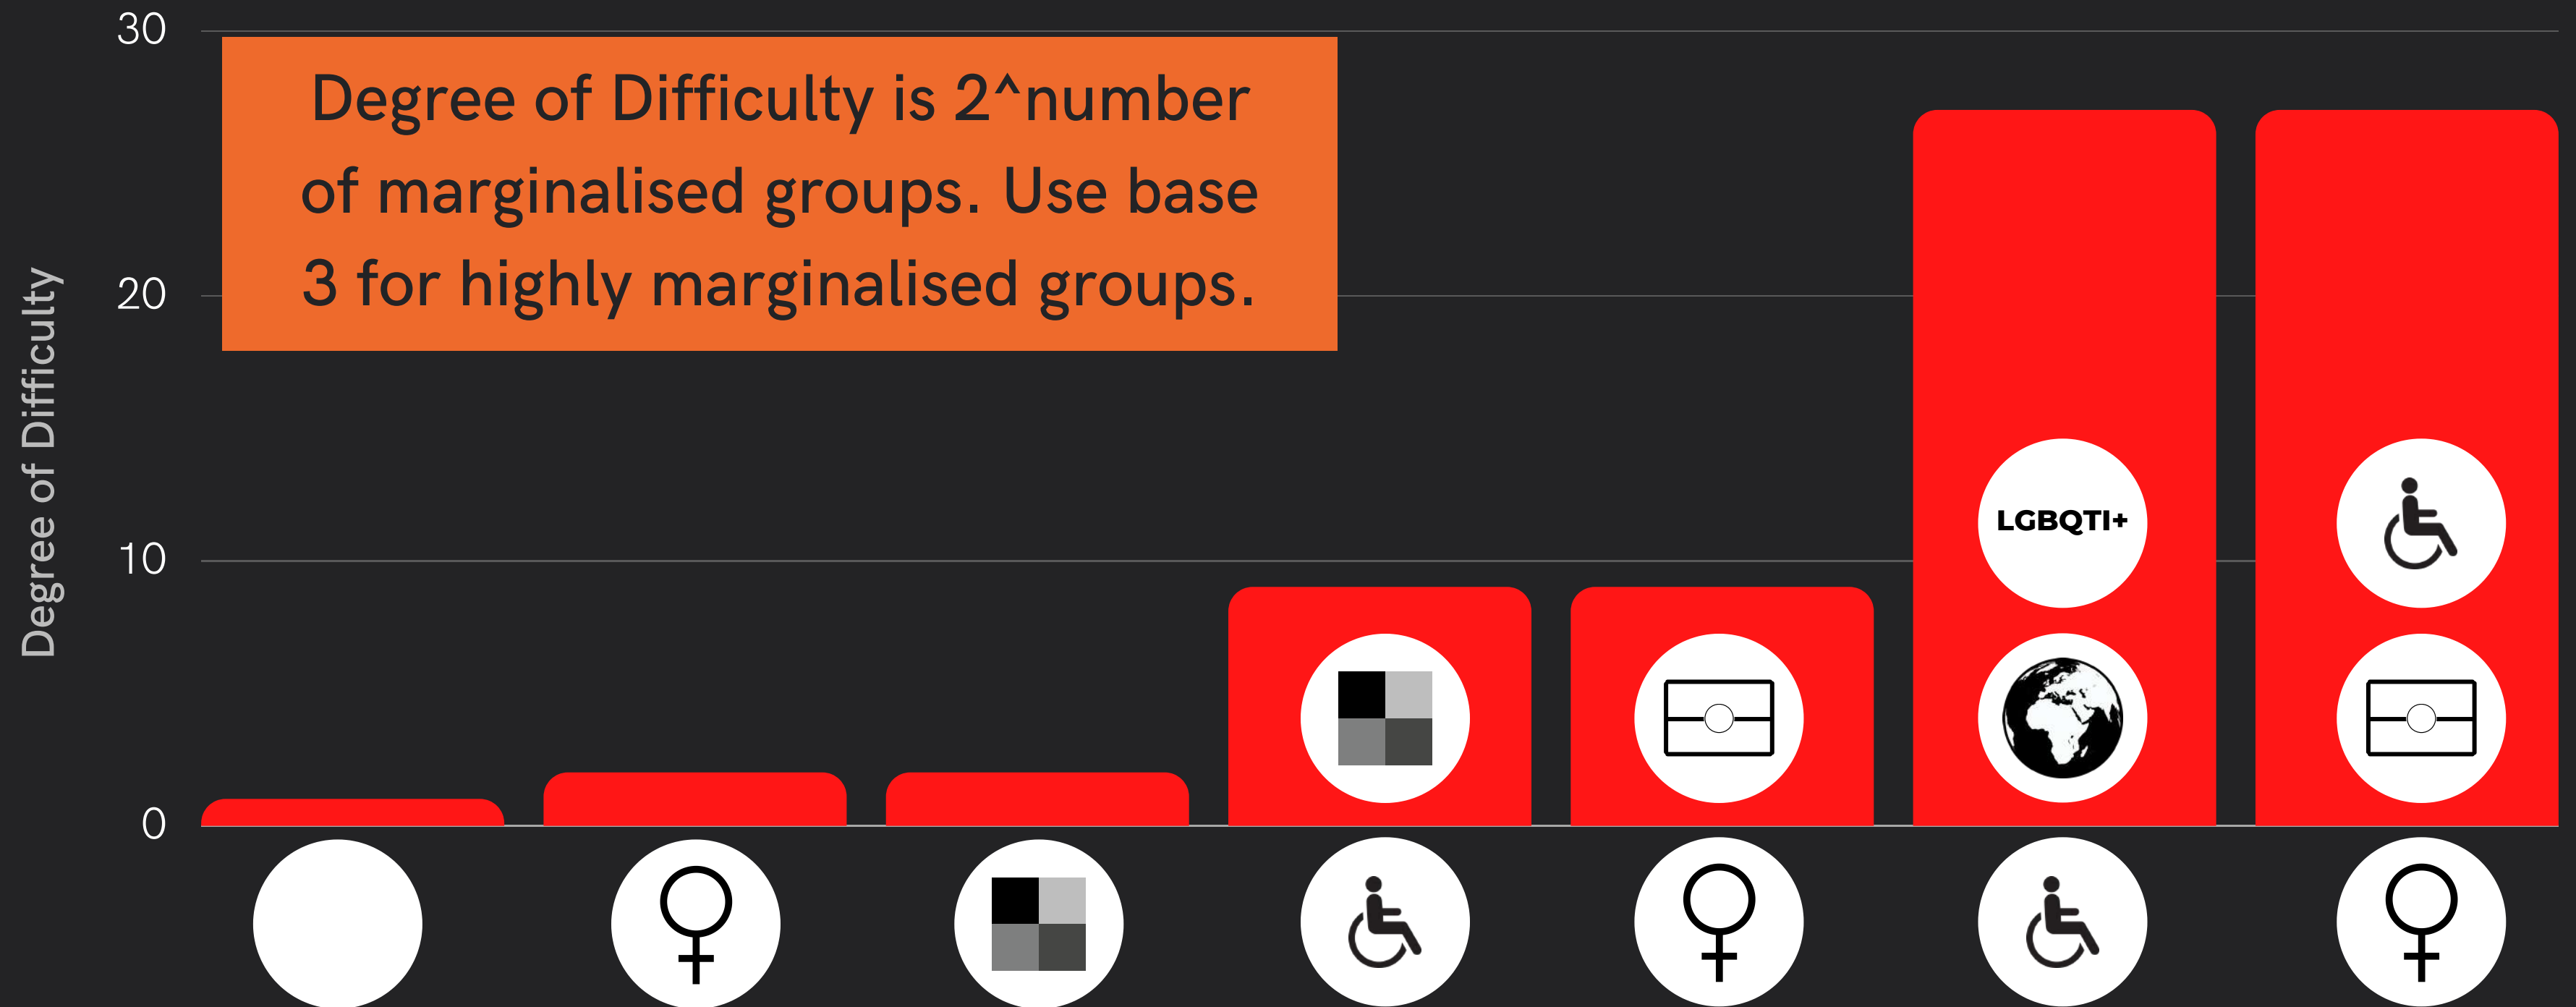 30
Degree of Difficulty is 2^number
of marginalised groups. Use base
3 for highly marginalised groups.
20
Degree of Difficulty
10
0
LGBQTI+